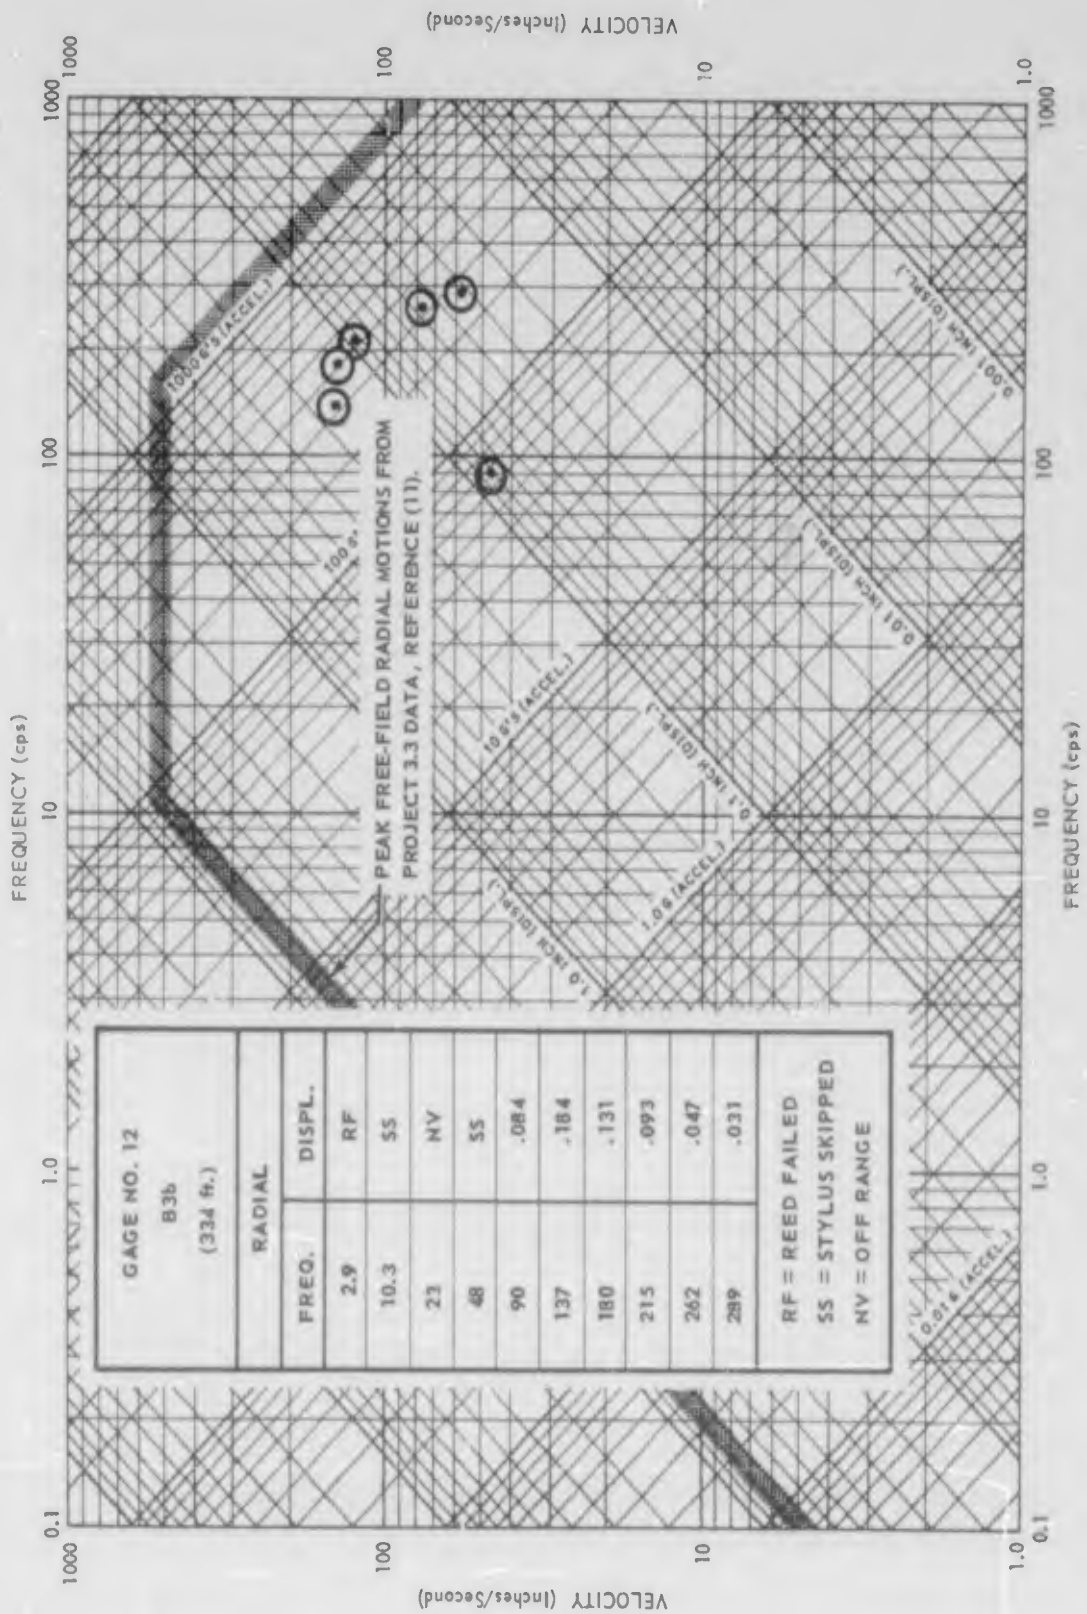 FREQUENCY (cps)
0.1 1.0 10 100 1000
VELOCITY (Inches/Second)
1000
100
10
1.0
GAGE NO. 12
B3b
(334 ft.)
RADIAL
FREQ. DISPL.
2.9 RF
10.3 SS
23 NV
48 SS
90 .084
137 .184
180 .131
215 .093
262 .047
289 .031
RF = REED FAILED
SS = STYLUS SKIPPED
NV = OFF RANGE
PEAK FREE-FIELD RADIAL MOTIONS FROM
PROJECT 3.3 DATA, REFERENCE (11).
1000 G'S (ACCEL.)
100 G'
10 G'S (ACCEL.)
1.0 G (ACCEL.)
0.01 G (ACCEL.)
1.0 INCH (DISPL.)
0.1 INCH (DISPL.)
0.01 INCH (DISPL.)
0.001 INCH (DISPL.)
VELOCITY (Inches/Second)
1000
100
10
1.0
0.1 1.0 10 100 1000
FREQUENCY (cps)